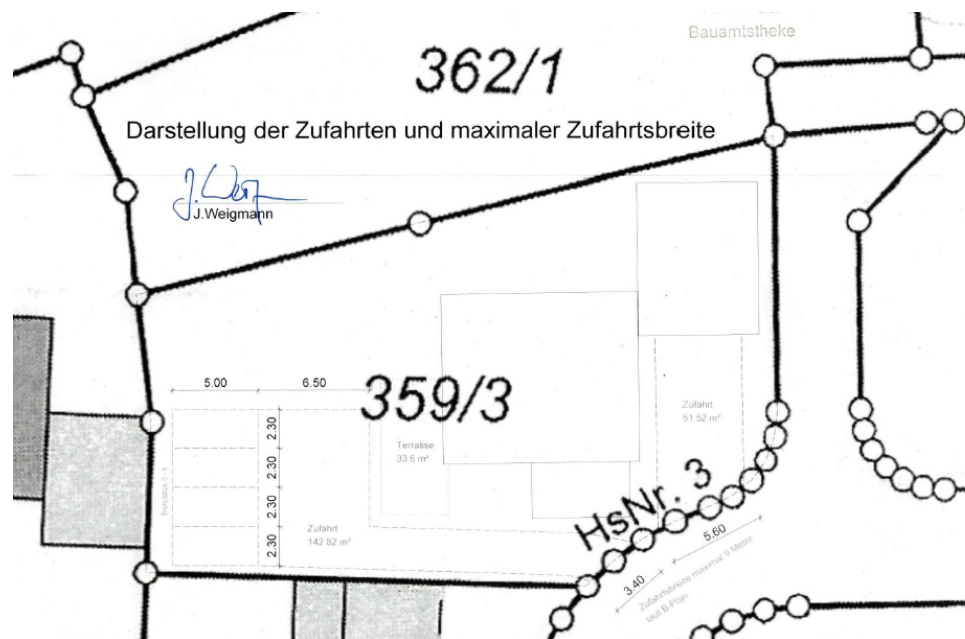 Bauamtstheke
362/1
Darstellung der Zufahrten und maximaler Zufahrtsbreite
J.Weigmann
5.00
6.50
359/3
2.30
2.30
2.30
2.30
Terrasse
33.6 m²
Zufahrt
51.52 m²
Zufahrt
142.82 m²
HsNr. 3
5.60
3.40
Zufahrtsbreite maximal 9 Meter
laut B-Plan